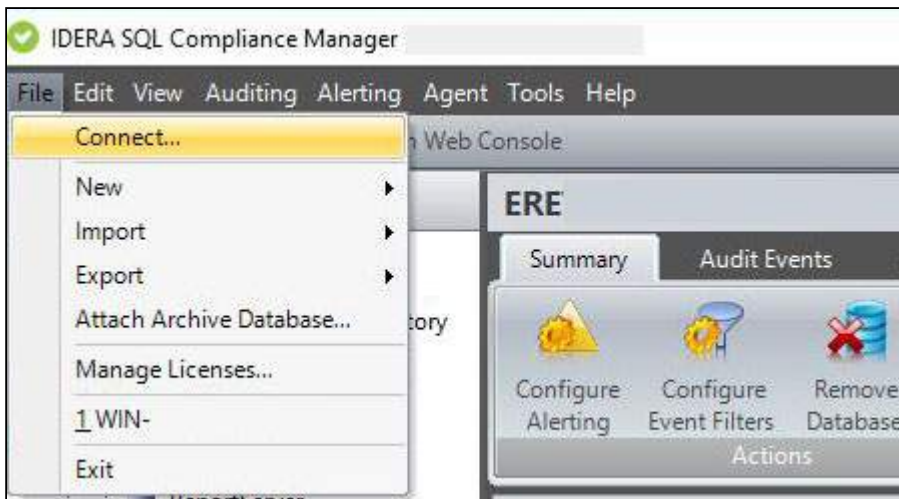 IDERA SQL Compliance Manager
File Edit View Auditing Alerting Agent Tools Help
Connect...
Web Console
New
ERE
Import
Summary Audit Events
Export
Attach Archive Database...
tory
Manage Licenses...
Configure Alerting
Configure Event Filters
Remove Database
1 WIN-
Actions
Exit